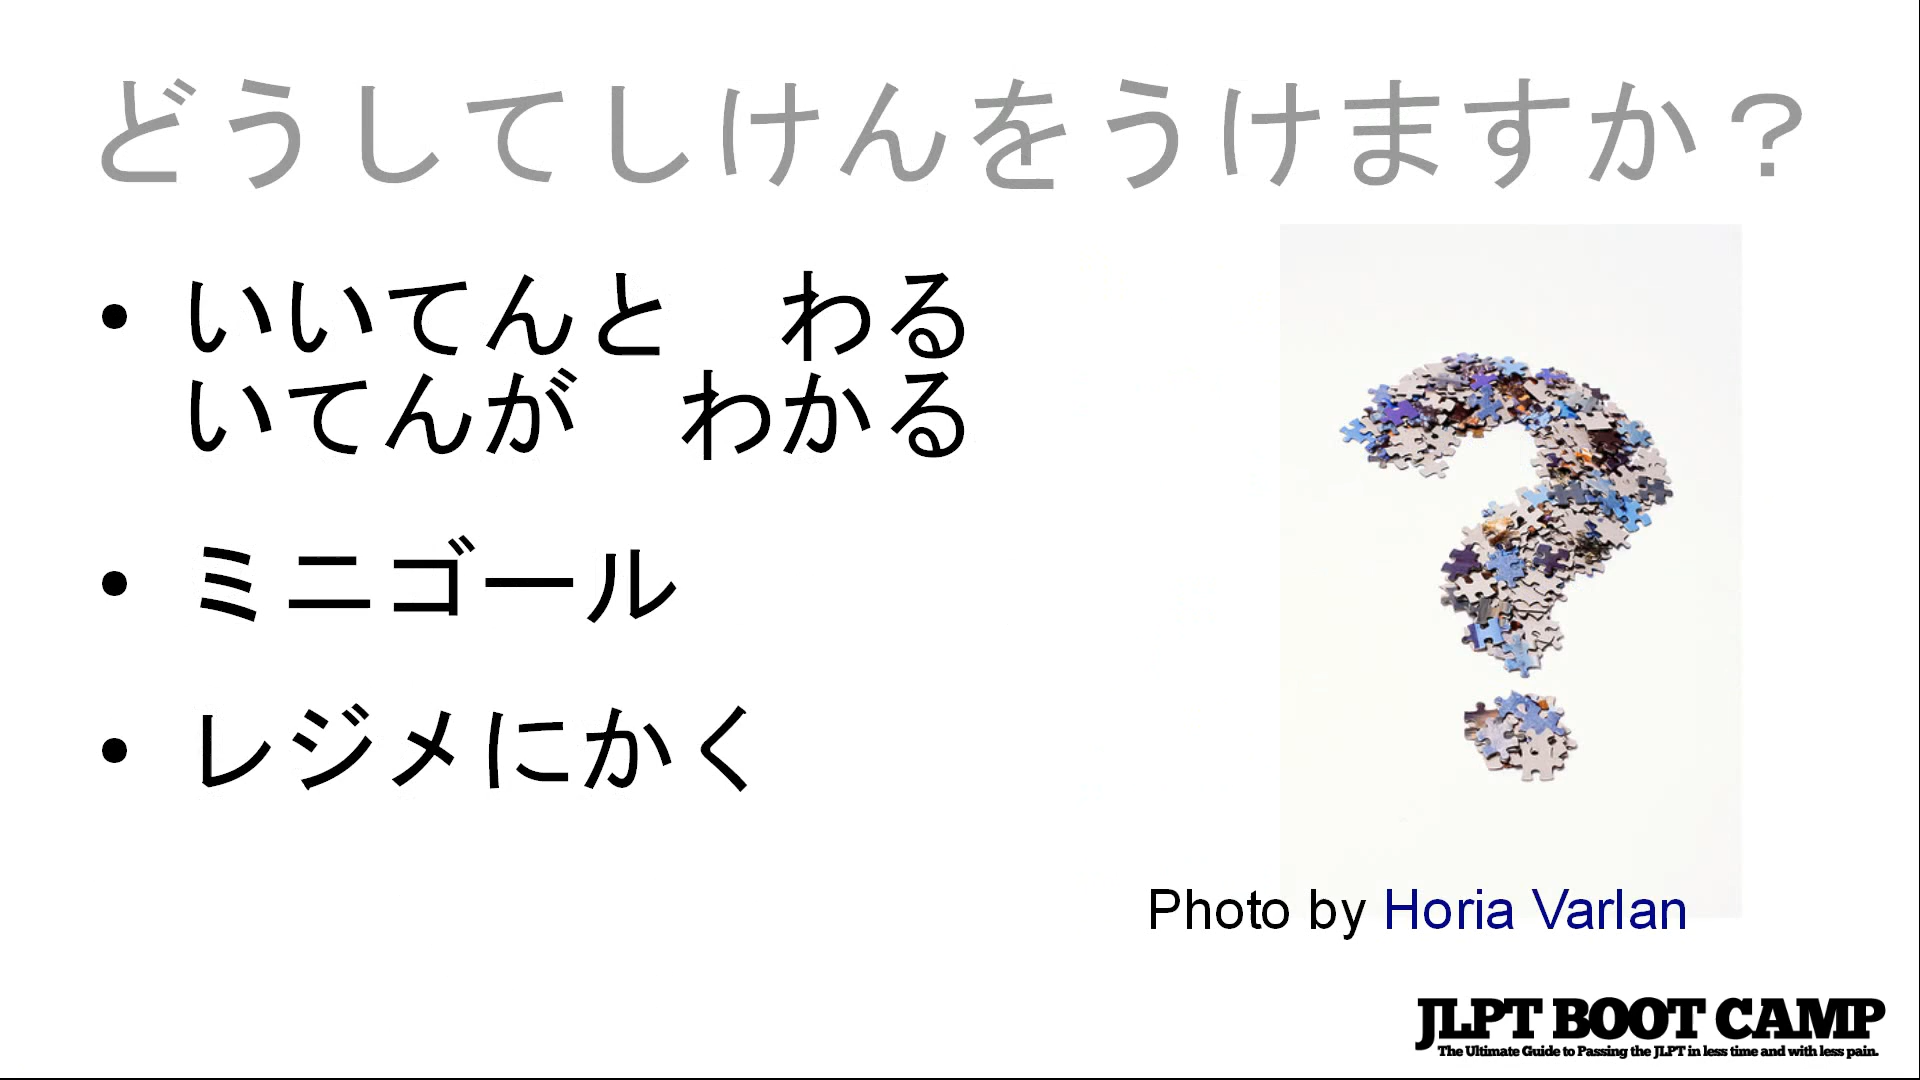 どうしてしけんをうけますか？
• いいてんと　わる
いてんが　わかる
• ミニゴール
• レジメにかく
Photo by Horia Varlan
JLPT BOOT CAMP
The Ultimate Guide to Passing the JLPT in less time and with less pain.